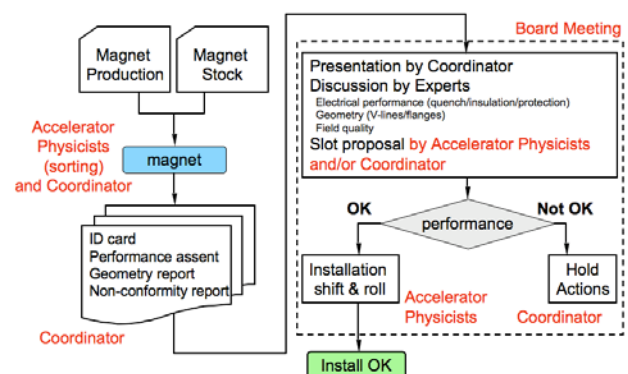 Board Meeting
Magnet
Production
Magnet
Stock
Accelerator
Physicists
(sorting)
and Coordinator
magnet
ID card
Performance assent
Geometry report
Non-conformity report
Coordinator
Presentation by Coordinator
Discussion by Experts
Electrical performance (quench/insulation/protection)
Geometry (V-lines/flanges)
Field quality
Slot proposal by Accelerator Physicists
and/or Coordinator
OK
Not OK
performance
Installation
shift & roll
Accelerator
Physicists
Hold
Actions
Coordinator
Install OK